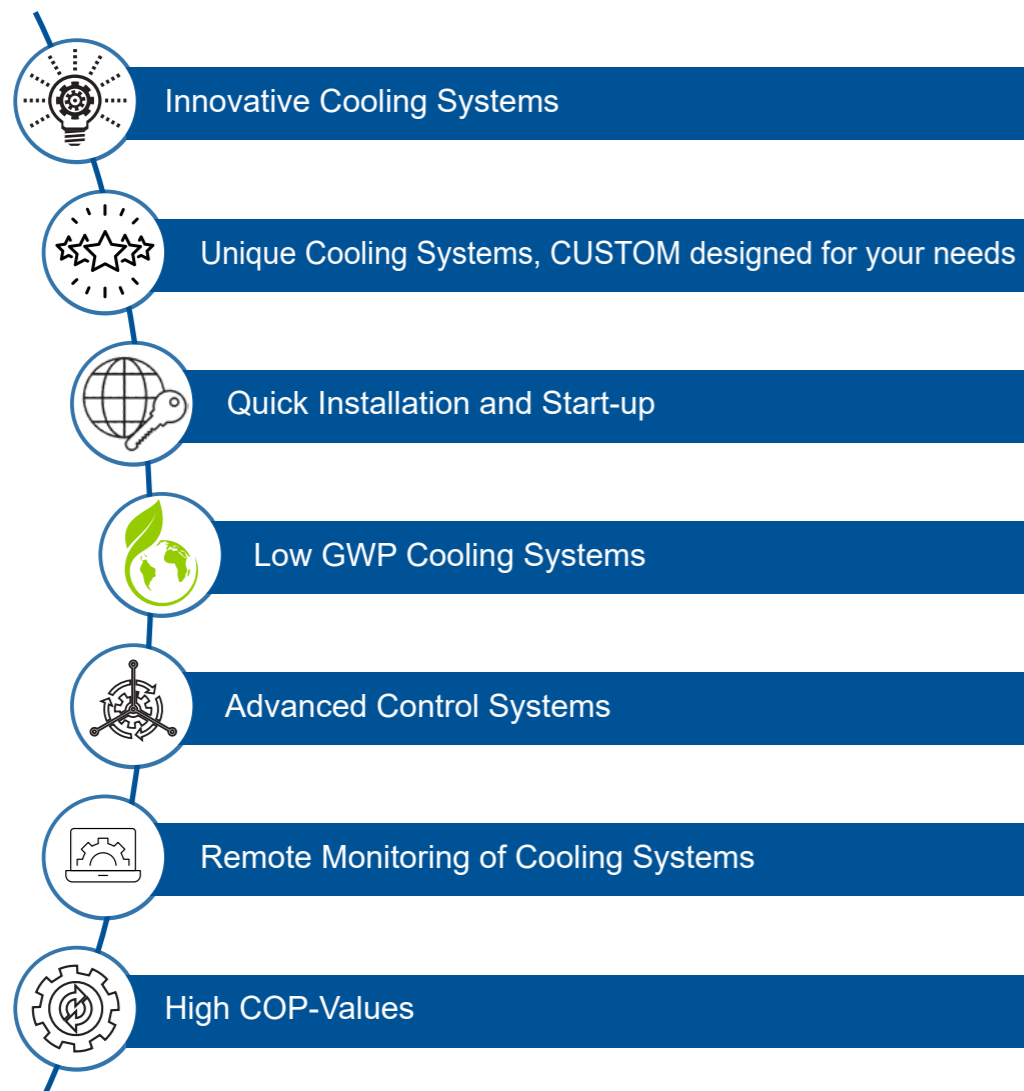 Innovative Cooling Systems
Unique Cooling Systems, CUSTOM designed for your needs
Quick Installation and Start-up
Low GWP Cooling Systems
Advanced Control Systems
Remote Monitoring of Cooling Systems
High COP-Values